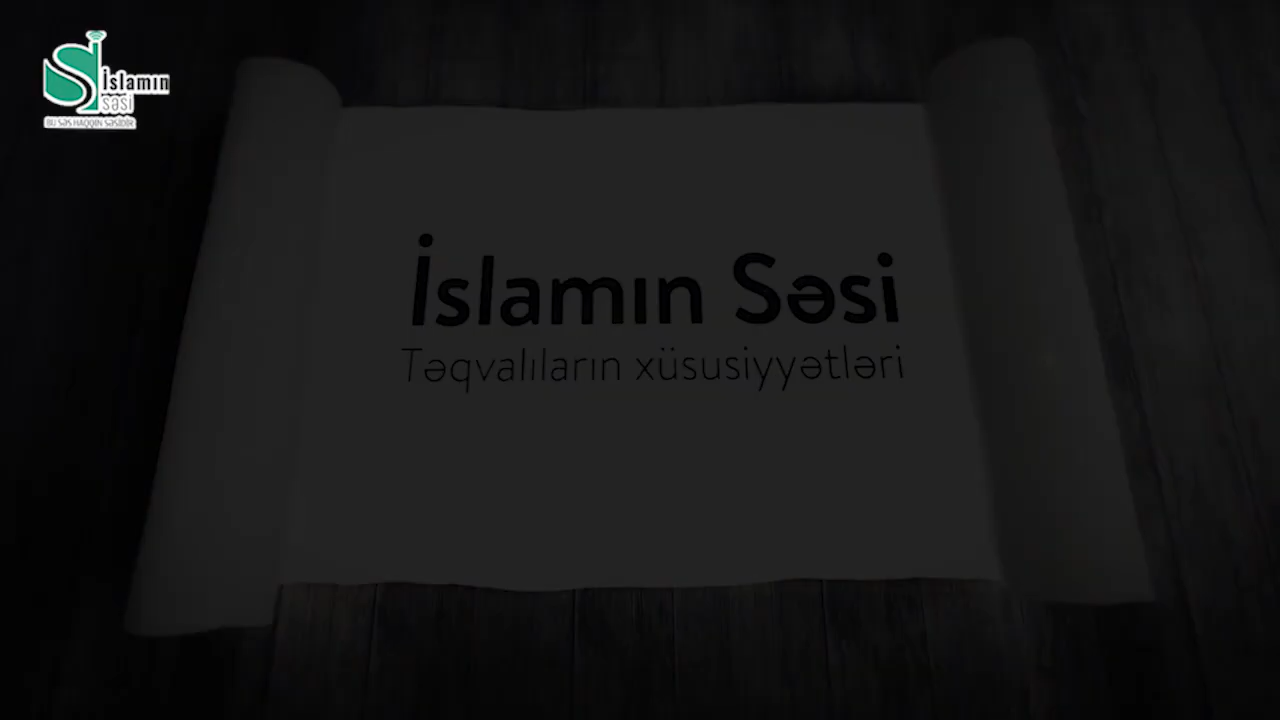 İslamın
səsi
BU SƏS HAQQIN SƏSİDİR
İslamın Səsi
Təqvalıların xüsusiyyətləri